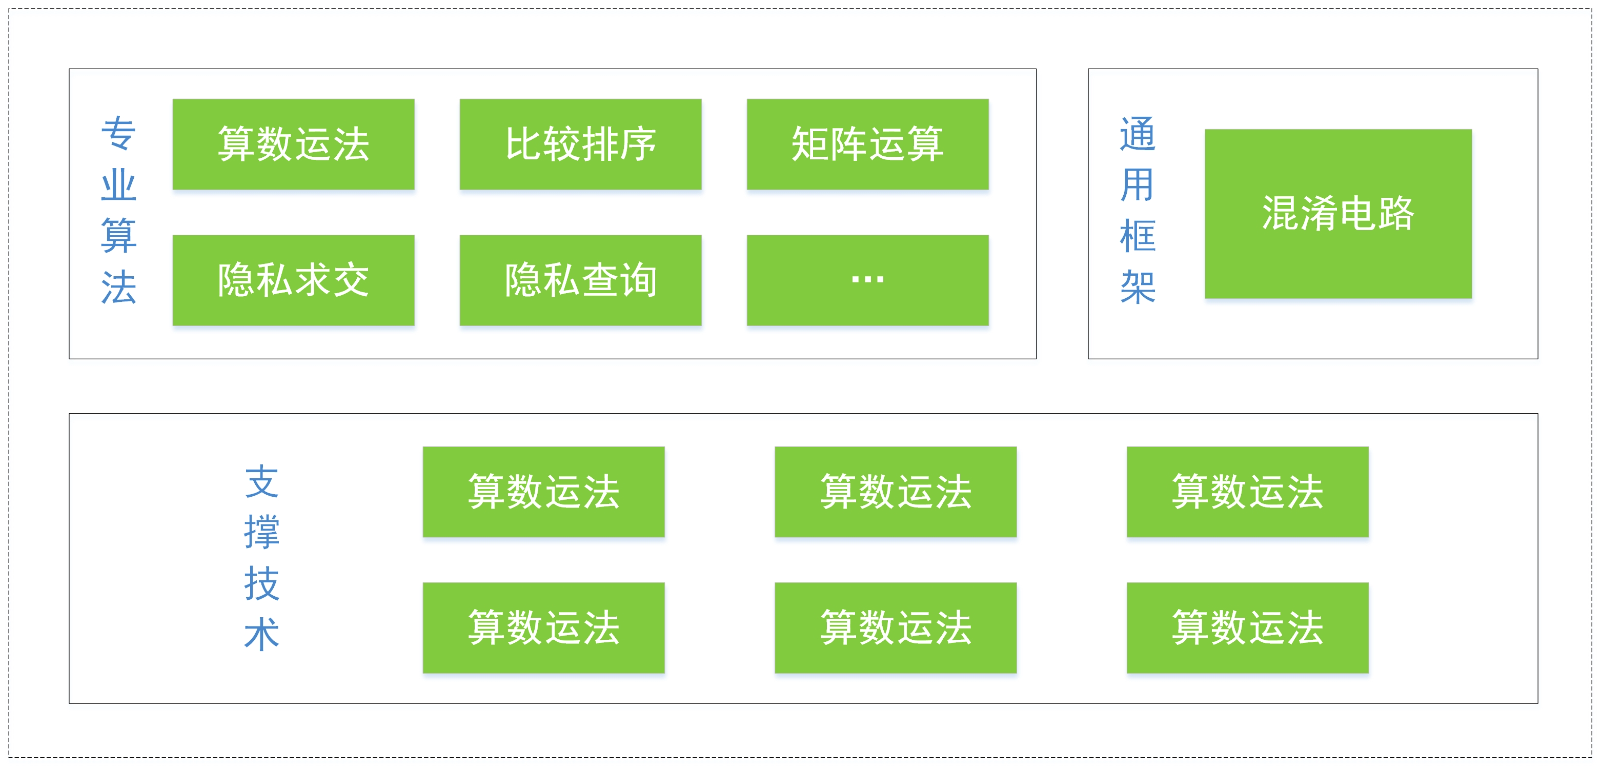 专业算法
算数运法
比较排序
矩阵运算
隐私求交
隐私查询
...
通用框架
混淆电路
支撑技术
算数运法
算数运法
算数运法
算数运法
算数运法
算数运法